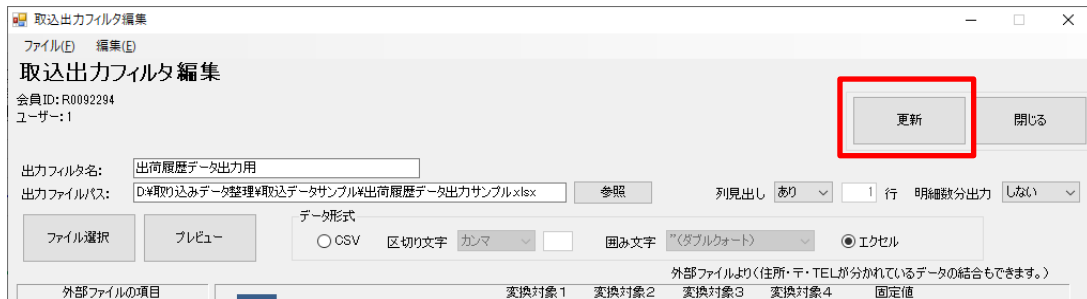 取込出力フィルタ編集
ファイル(F) 編集(E)
取込出力フィルタ編集
会員ID:R0092294
ユーザー:1
更新 閉じる
出力フィルタ名: 出荷履歴データ出力用
出力ファイルパス: D:¥取り込みデータ整理¥取込データサンプル¥出荷履歴データ出力サンプル.xlsx 参照 列見出し あり 1 行 明細数分出力 しない
ファイル選択 プレビュー
データ形式
CSV 区切り文字 カンマ 囲み文字 "(ダブルクォート) エクセル
外部ファイルより(住所・〒・TELが分かれているデータの結合もできます。)
外部ファイルの項目 変換対象1 変換対象2 変換対象3 変換対象4 固定値